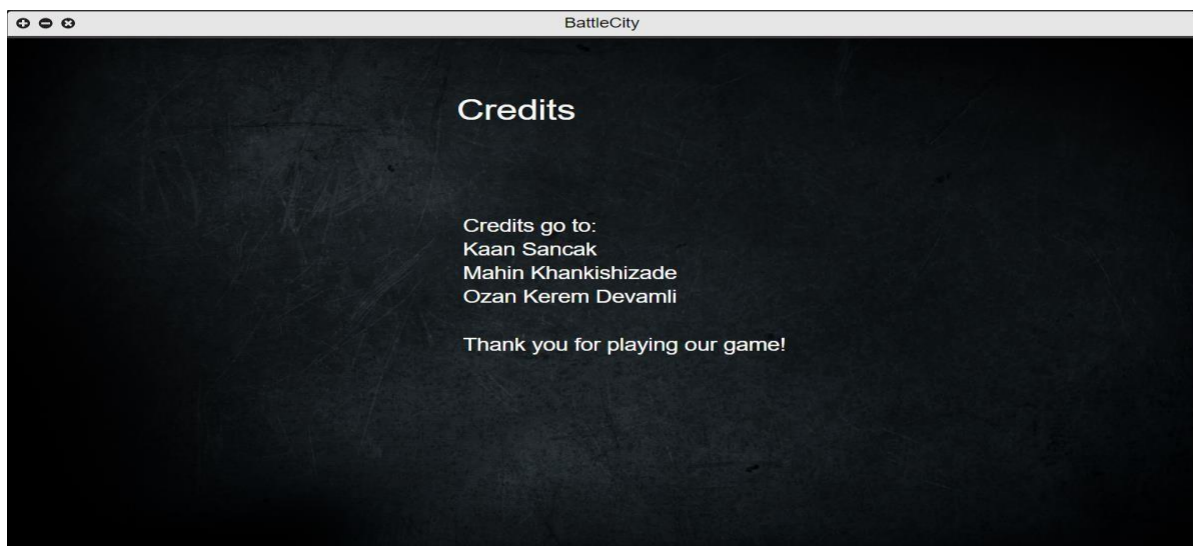 BattleCity
Credits
Credits go to:
Kaan Sancak
Mahin Khankishizade
Ozan Kerem Devamli
Thank you for playing our game!